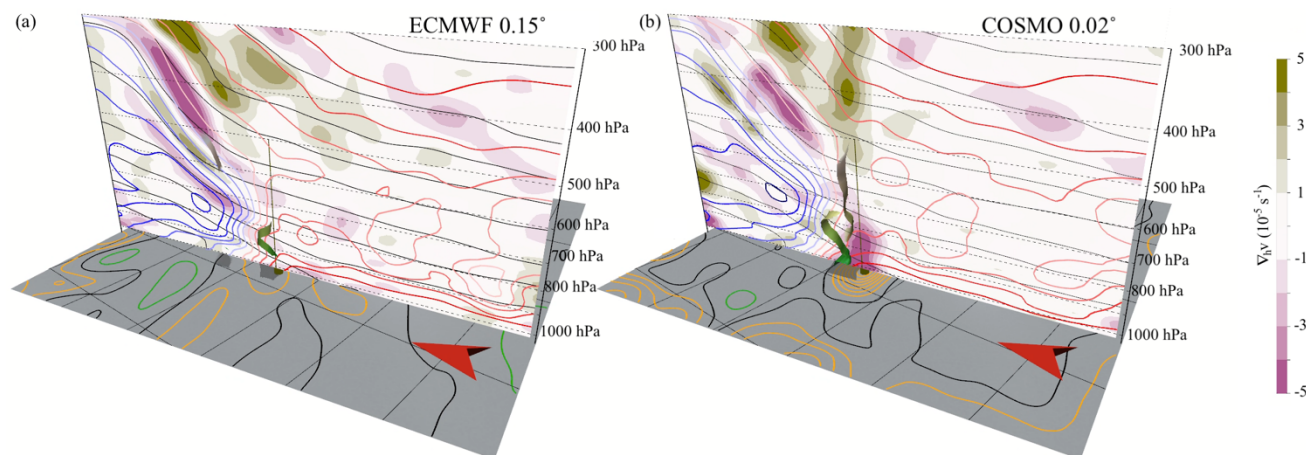 (a) ECMWF 0.15°
300 hPa
400 hPa
500 hPa
600 hPa
700 hPa
800 hPa
1000 hPa
(b) COSMO 0.02°
300 hPa
400 hPa
500 hPa
600 hPa
700 hPa
800 hPa
1000 hPa
5
3
1
-1
-3
-5
∇ₕv (10⁻⁵ s⁻¹)